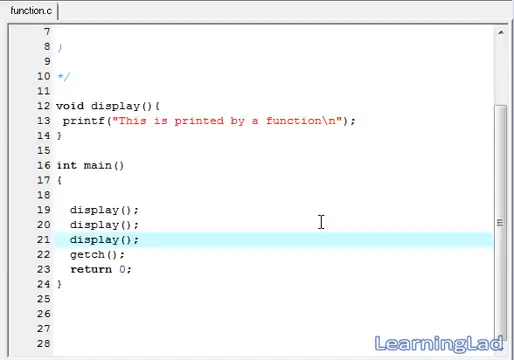 function.c
7
8 }
9
10 */
11
12 void display(){
13 printf("This is printed by a function\n");
14 }
15
16 int main()
17 {
18
19 display();
20 display();
21 display();
22 getch();
23 return 0;
24 }
25
26
27
28
LearningLad